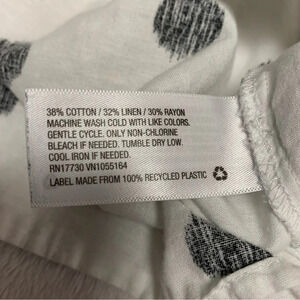 38% COTTON / 32% LINEN / 30% RAYON
MACHINE WASH COLD WITH LIKE COLORS.
GENTLE CYCLE. ONLY NON-CHLORINE
BLEACH IF NEEDED. TUMBLE DRY LOW.
COOL IRON IF NEEDED.
RN17730 VN1055164
LABEL MADE FROM 100% RECYCLED PLASTIC